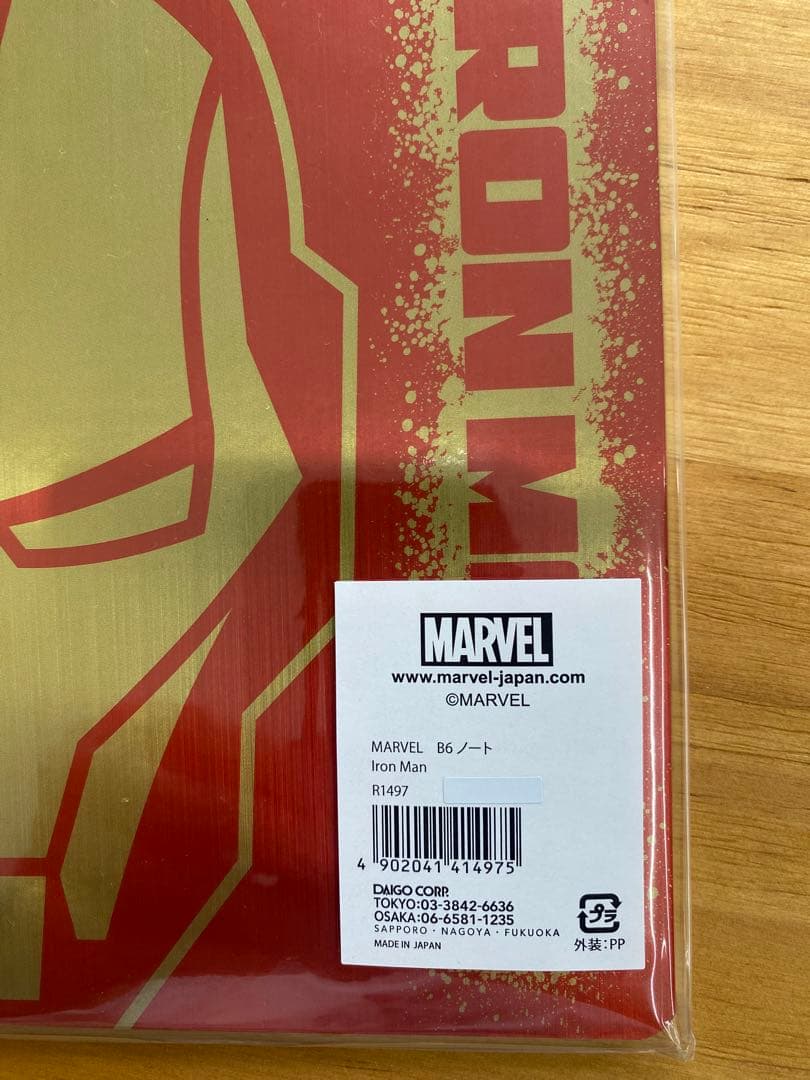 RON M
MARVEL
www.marvel-japan.com
©MARVEL
MARVEL B6 ノート
Iron Man
R1497
4 902041 414975
DAIGO CORP.
TOKYO:03-3842-6636
OSAKA:06-6581-1235
SAPPORO・NAGOYA・FUKUOKA
MADE IN JAPAN
プラ
外装:PP